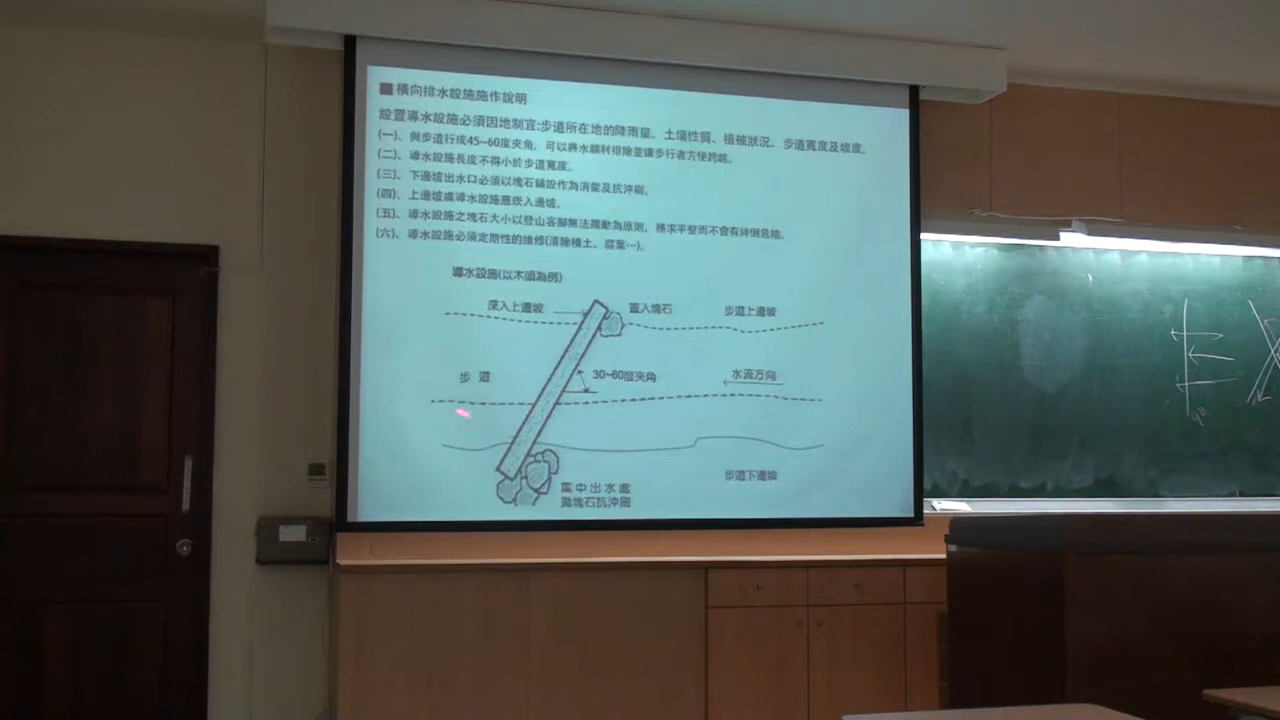 ■橫向排水設施施作說明
設置導水設施必須因地制宜:步道所在地的降雨量、土壤性質、植被狀況、步道寬度及坡度。
(一)、與步道行成45~60度夾角，可以將水順利排除並讓步行者方便跨越。
(二)、導水設施長度不得小於步道寬度。
(三)、下邊坡出水口必須以塊石鋪設作為消能及抗沖刷。
(四)、上邊坡處導水設施應崁入邊坡。
(五)、導水設施之塊石大小以登山客腳無法踢動為原則，務求平整而不會有絆倒危險。
(六)、導水設施必須定期性的維修(清除積土、腐葉…)。
導水設施(以木頭為例)
深入上邊坡
置入塊石
步道上邊坡
步道
30~60度夾角
水流方向
步道下邊坡
集中出水處
拋塊石抗沖刷